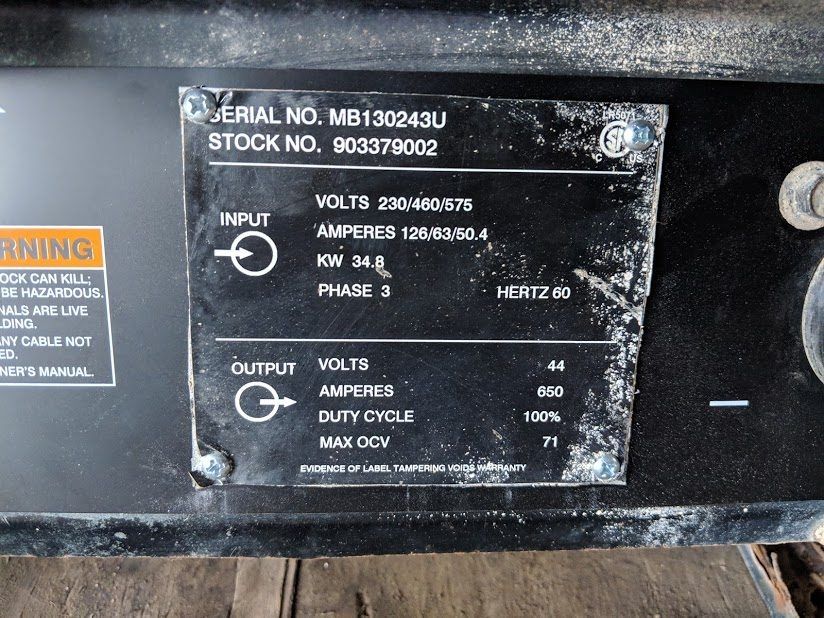 SERIAL NO. MB130243U
STOCK NO. 903379002
LR5071
C US
INPUT
VOLTS 230/460/575
AMPERES 126/63/50.4
KW 34.8
PHASE 3 HERTZ 60
OUTPUT
VOLTS 44
AMPERES 650
DUTY CYCLE 100%
MAX OCV 71
EVIDENCE OF LABEL TAMPERING VOIDS WARRANTY
RNING
OCK CAN KILL;
BE HAZARDOUS.
NALS ARE LIVE
LDING.
ANY CABLE NOT
ED.
NER'S MANUAL.